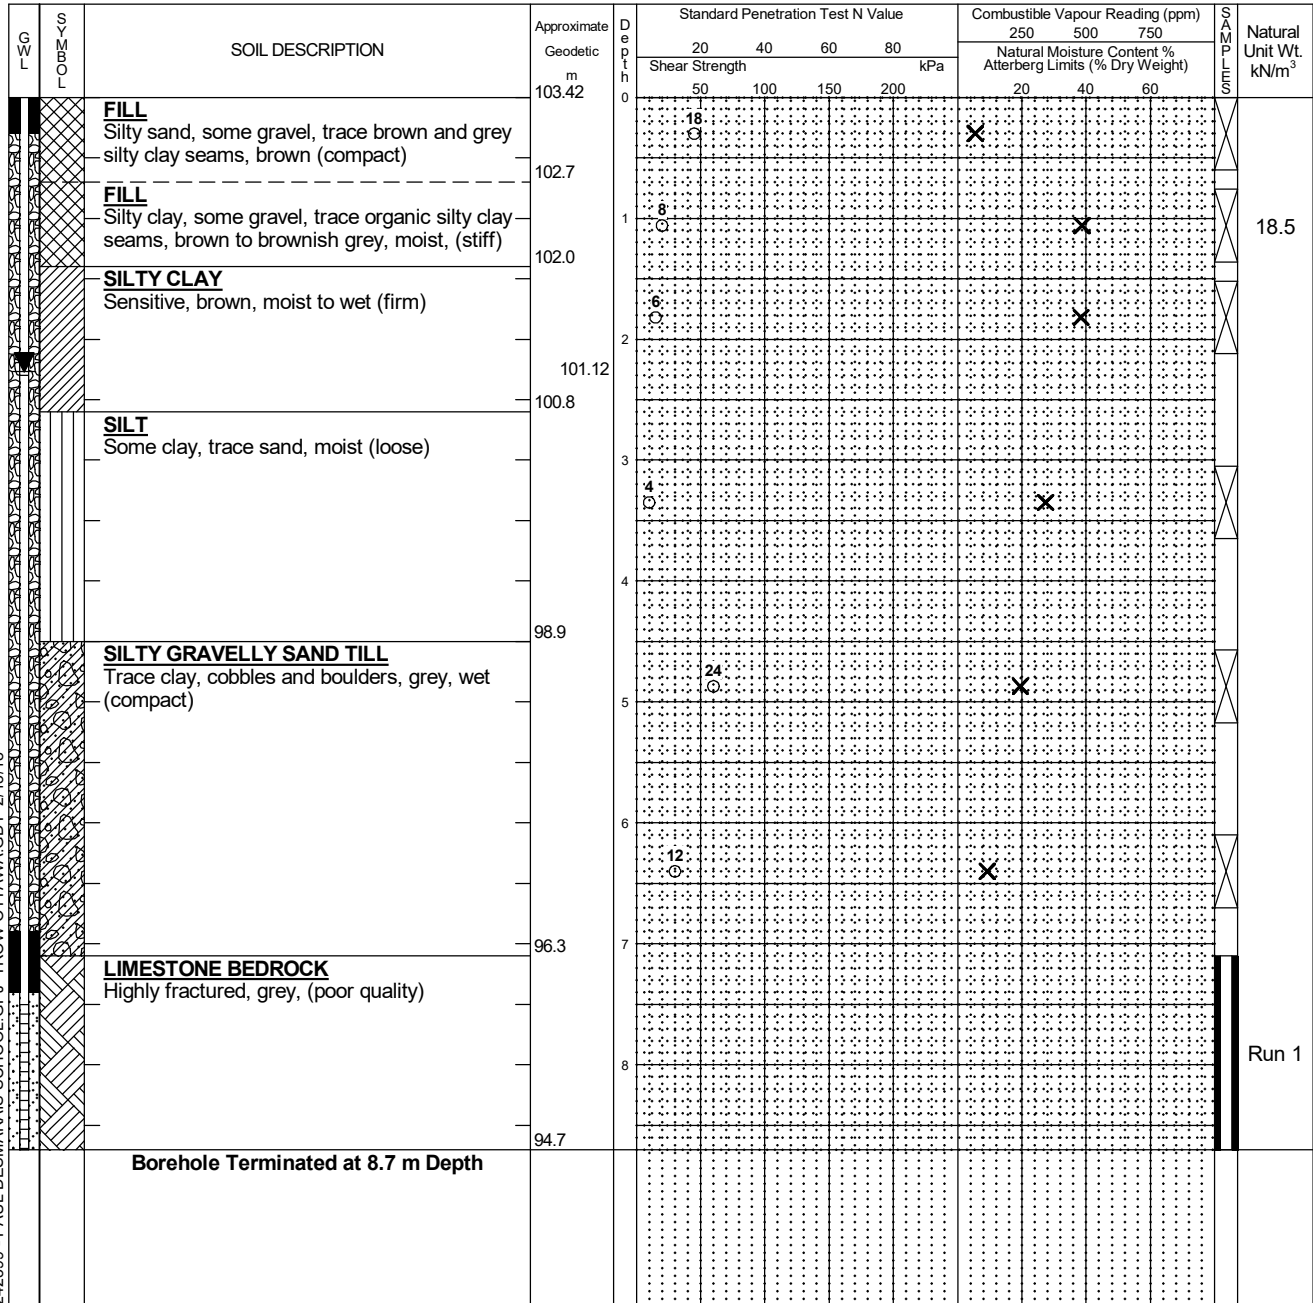 GWL
SYMBOL
SOIL DESCRIPTION
Approximate
Geodetic
m
103.42
Depth
Standard Penetration Test N Value
20 40 60 80
Shear Strength kPa
50 100 150 200
Combustible Vapour Reading (ppm)
250 500 750
Natural Moisture Content %
Atterberg Limits (% Dry Weight)
20 40 60
SAMPLES
Natural
Unit Wt.
kN/m³
0
FILL
Silty sand, some gravel, trace brown and grey
silty clay seams, brown (compact)
18
102.7
FILL
Silty clay, some gravel, trace organic silty clay
seams, brown to brownish grey, moist, (stiff)
8
1
18.5
102.0
SILTY CLAY
Sensitive, brown, moist to wet (firm)
6
2
101.12
100.8
SILT
Some clay, trace sand, moist (loose)
3
4
4
98.9
SILTY GRAVELLY SAND TILL
Trace clay, cobbles and boulders, grey, wet
(compact)
24
5
6
12
7
96.3
LIMESTONE BEDROCK
Highly fractured, grey, (poor quality)
8
Run 1
94.7
Borehole Terminated at 8.7 m Depth